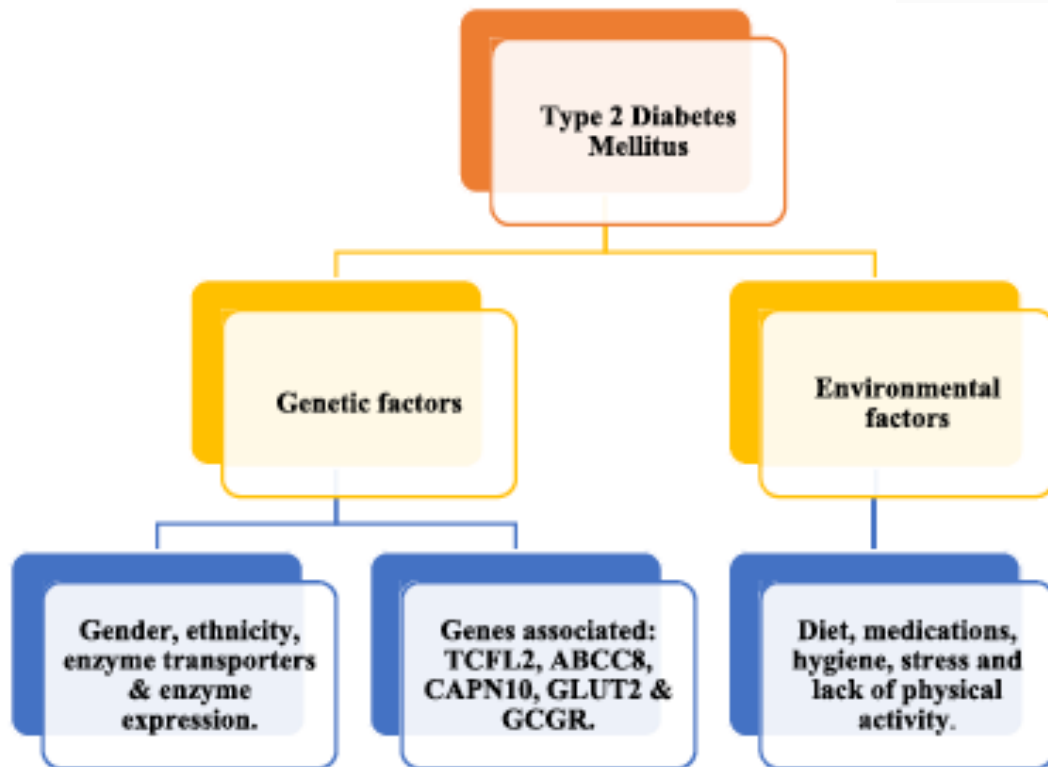 Type 2 Diabetes
Mellitus
Genetic factors
Environmental
factors
Gender, ethnicity,
enzyme transporters
& enzyme
expression.
Genes associated:
TCFL2, ABCC8,
CAPN10, GLUT2 &
GCGR.
Diet, medications,
hygiene, stress and
lack of physical
activity.